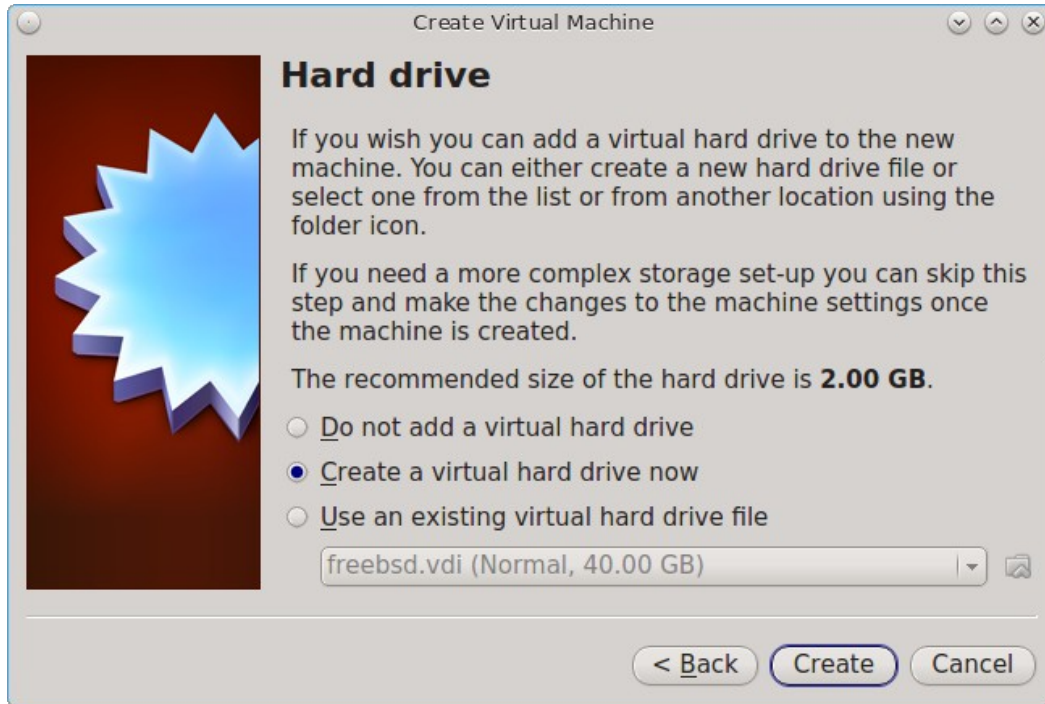 Create Virtual Machine
Hard drive
If you wish you can add a virtual hard drive to the new
machine. You can either create a new hard drive file or
select one from the list or from another location using the
folder icon.
If you need a more complex storage set-up you can skip this
step and make the changes to the machine settings once
the machine is created.
The recommended size of the hard drive is 2.00 GB.
Do not add a virtual hard drive
Create a virtual hard drive now
Use an existing virtual hard drive file
freebsd.vdi (Normal, 40.00 GB)
< Back Create Cancel